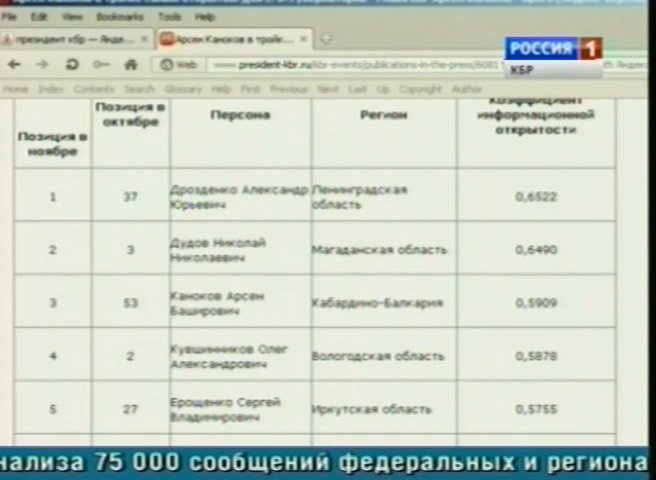 File Edit View Bookmarks Tools Help
президент кбр — Янде...
Арсен Каноков в тройк...
РОССИЯ 1
КБР
Web
president-kbr.ru/kbr-events/publications-in-the-press/6081
Home Index Contents Search Glossary Help First Previous Next Last Up Copyright Author
Позиция в ноябре
Позиция в октябре
Персона
Регион
Коэффициент информационной открытости
1 37 Дрозденко Александр Юрьевич Ленинградская область 0,6522
2 3 Дудов Николай Николаевич Магаданская область 0,6490
3 53 Каноков Арсен Баширович Кабардино-Балкария 0,5909
4 2 Кувшинников Олег Александрович Вологодская область 0,5878
5 27 Ерощенко Сергей Владимирович Иркутская область 0,5755
нализа 75 000 сообщений федеральных и региона